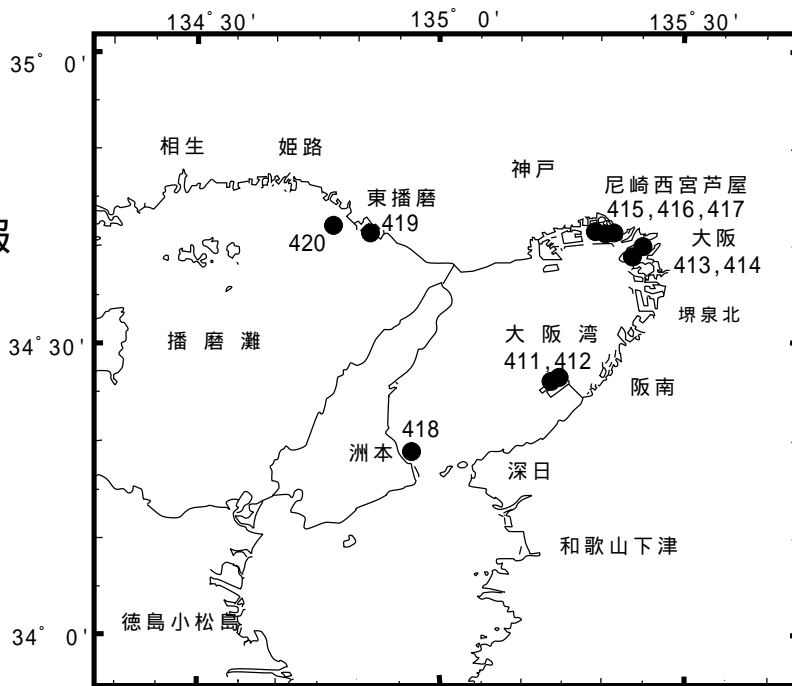 134° 30' 135° 0' 135° 30'
35° 0'
相生 姫路 神戸
東播磨 尼崎西宮芦屋
419 415,416,417
報
420 大阪
413,414
堺泉北
34° 30' 播磨灘 大阪湾
411,412
阪南
418
洲本 深日
和歌山下津
徳島小松島
34° 0'